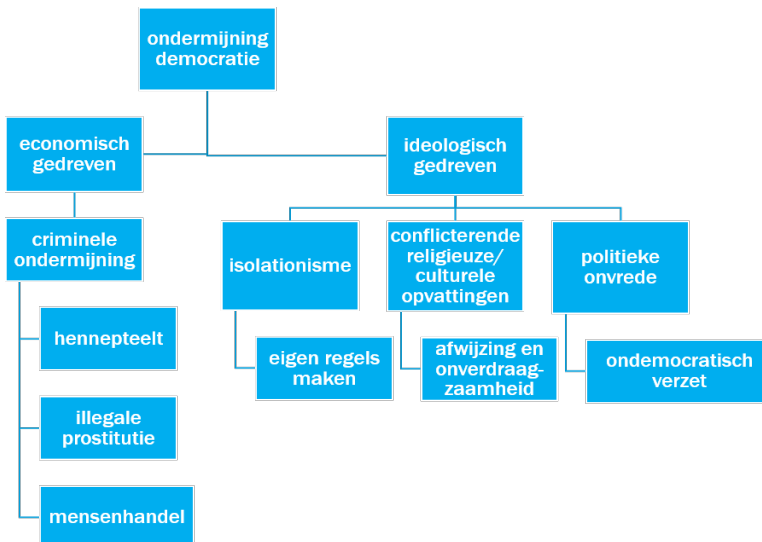 ondermijning
democratie
economisch
gedreven
ideologisch
gedreven
criminele
ondermijning
isolationisme
conflicterende
religieuze/
culturele
opvattingen
politieke
onvrede
hennepteelt
eigen regels
maken
afwijzing en
onverdraag-
zaamheid
ondemocratisch
verzet
illegale
prostitutie
mensenhandel